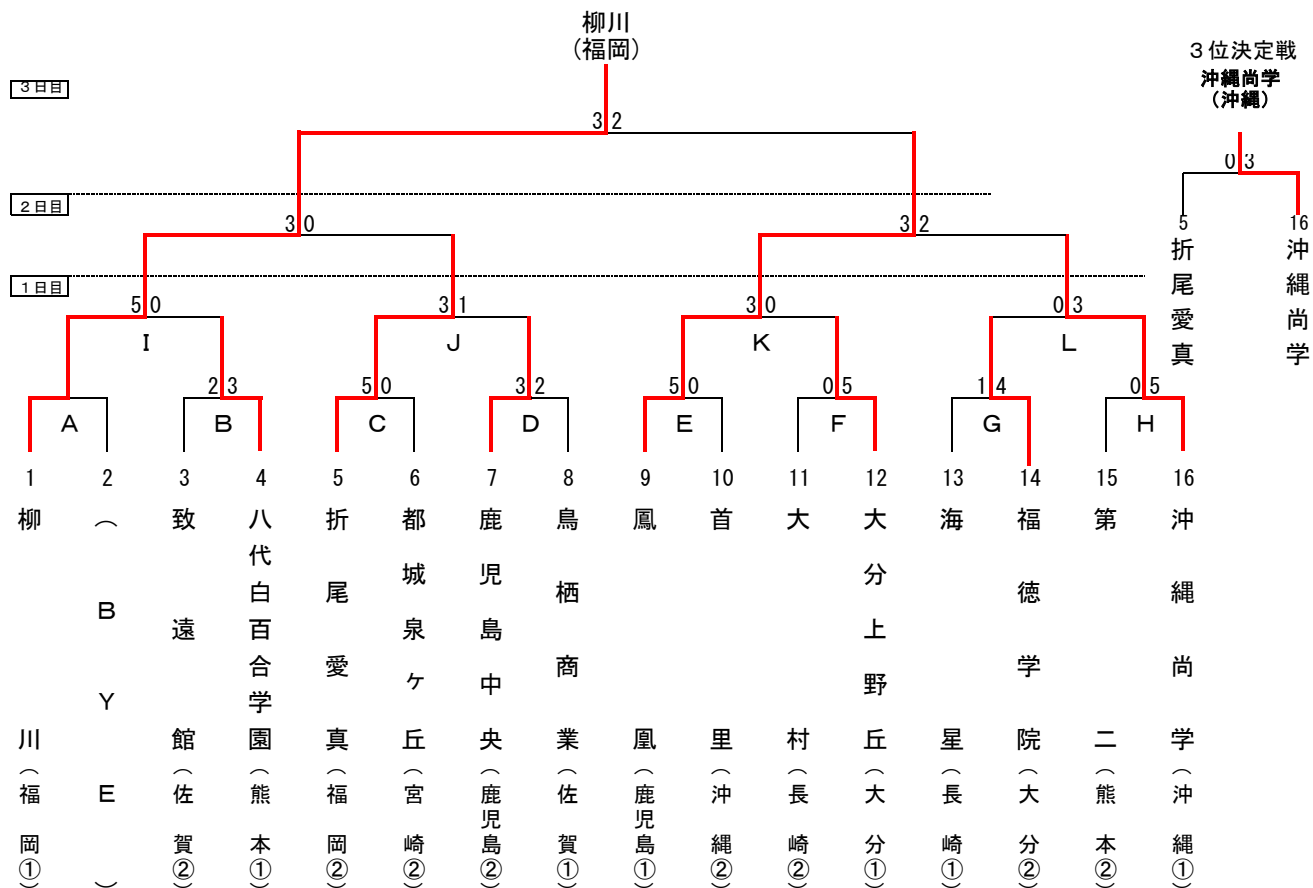 柳川
(福岡)
3位決定戦
沖縄尚学
(沖縄)
3日目
3 2
0 3
2日目
3 0
3 2
5
16
折尾愛真
沖縄尚学
1日目
5 0
3 1
3 0
0 3
I
J
K
L
2 3
5 0
3 2
5 0
0 5
1 4
0 5
A
B
C
D
E
F
G
H
1
2
3
4
5
6
7
8
9
10
11
12
13
14
15
16
柳川(福岡①)
(BYE)
致遠館(佐賀②)
八代白百合学園(熊本①)
折尾愛真(福岡②)
都城泉ヶ丘(宮崎②)
鹿児島中央(鹿児島②)
鳥栖商業(佐賀①)
鳳凰(鹿児島①)
首里(沖縄②)
大村(長崎②)
大分上野丘(大分①)
海星(長崎①)
福徳学院(大分②)
第二(熊本②)
沖縄尚学(沖縄①)